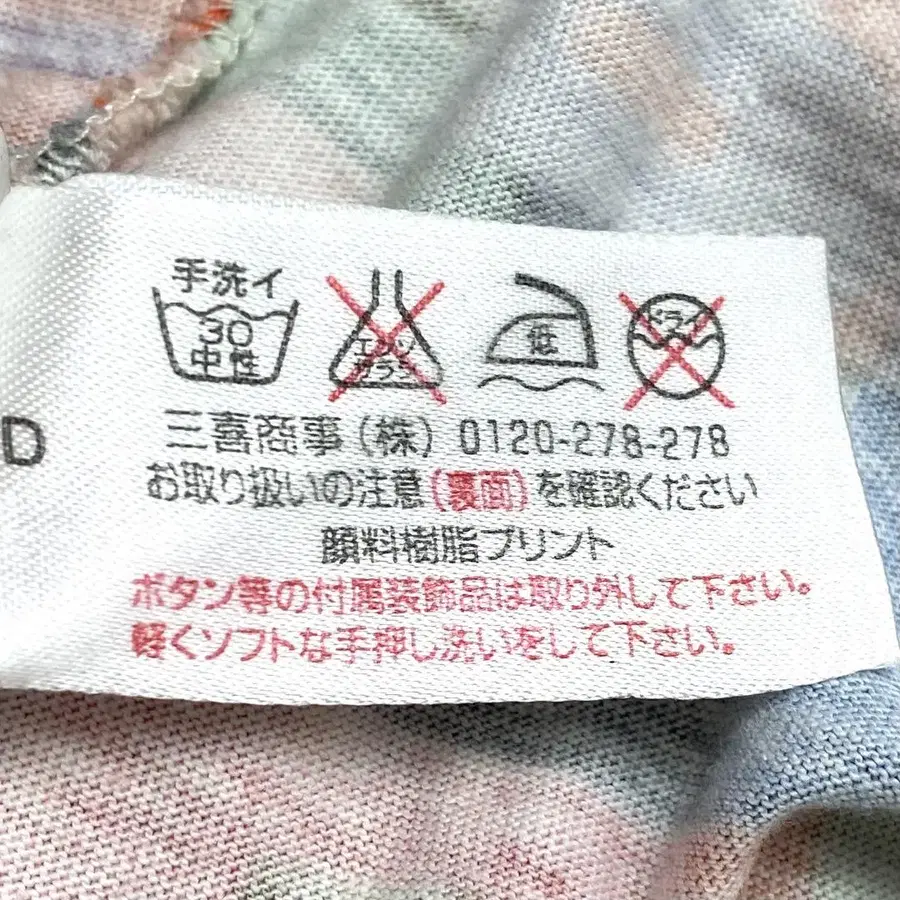 手洗イ
30
中性
エンソ
サラシ
低
ドライ
D
三喜商事(株) 0120-278-278
お取り扱いの注意(裏面)を確認ください
顔料樹脂プリント
ボタン等の付属装飾品は取り外して下さい。
軽くソフトな手押し洗いをして下さい。